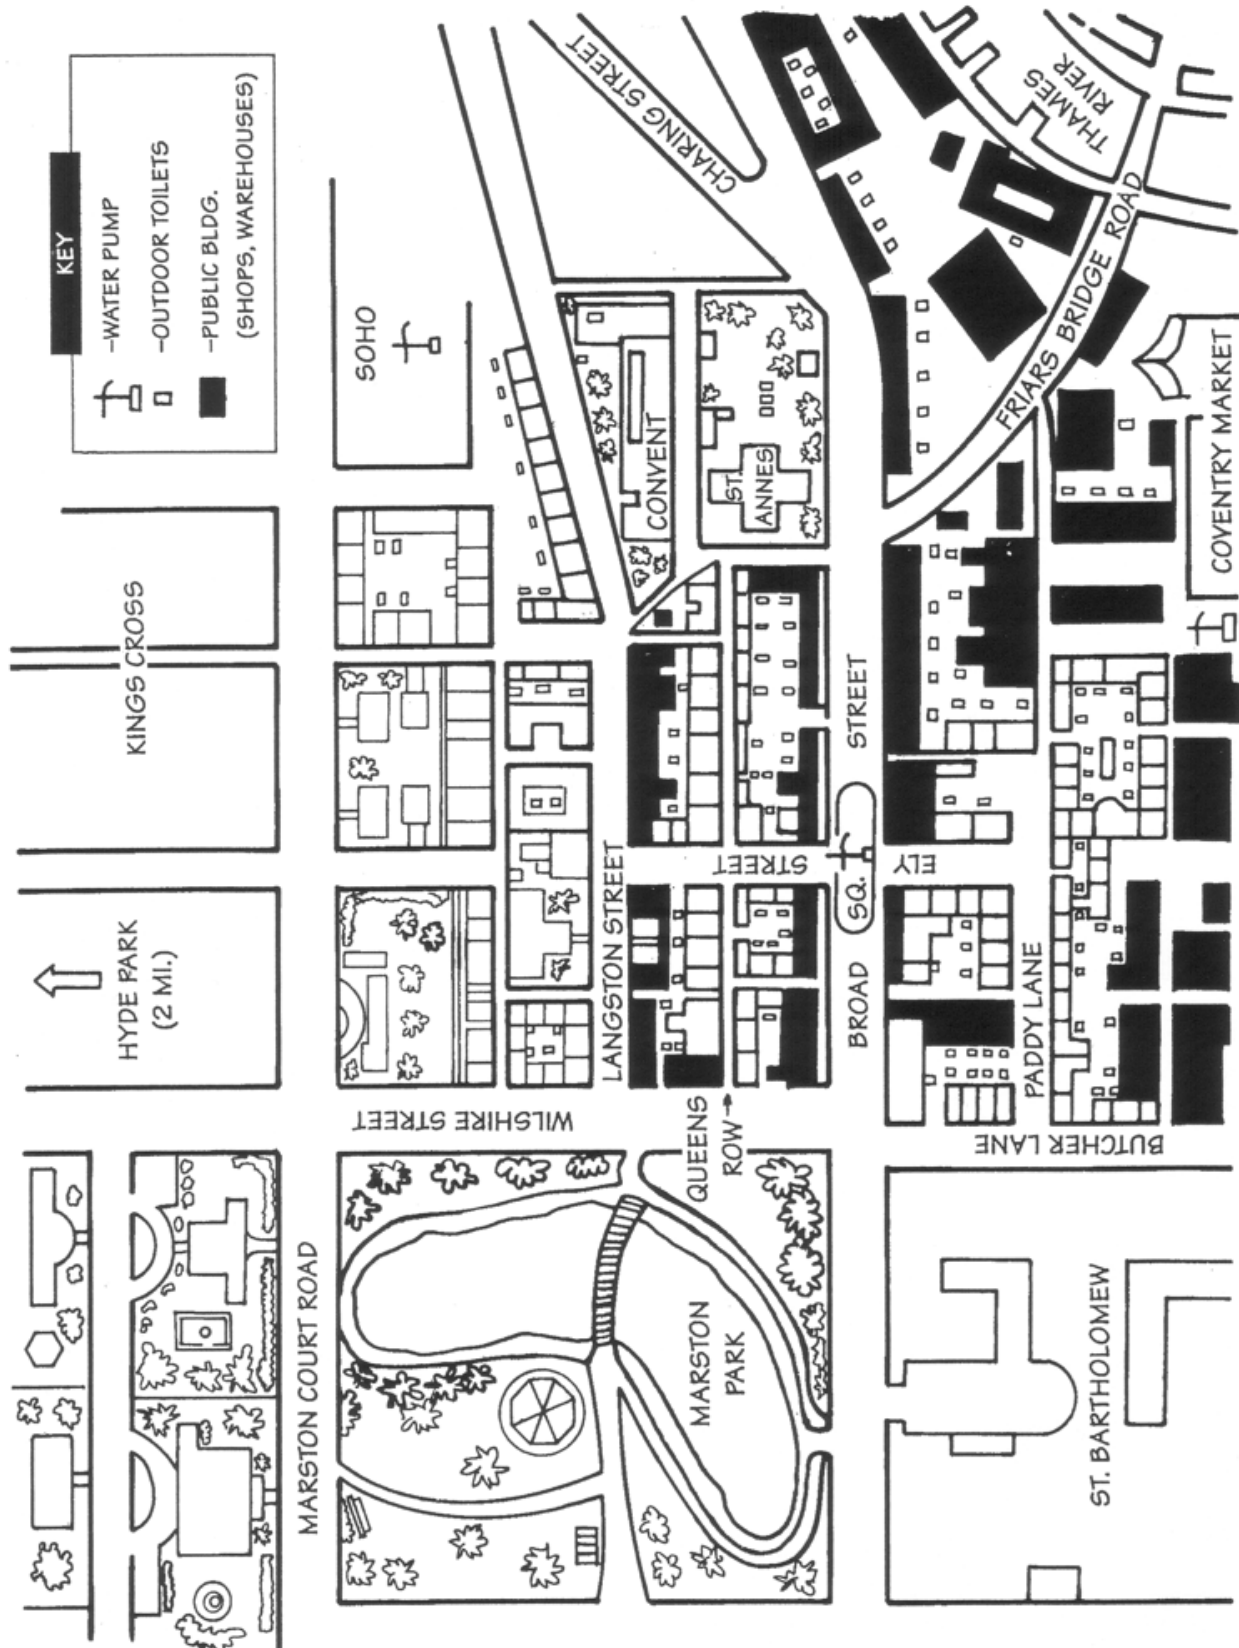 KEY
-WATER PUMP
-OUTDOOR TOILETS
-PUBLIC BLDG.
(SHOPS, WAREHOUSES)
HYDE PARK
(2 MI.)
KINGS CROSS
SOHO
MARSTON COURT ROAD
WILSHIRE STREET
LANGSTON STREET
CONVENT
ST.
ANNES
CHARING STREET
MARSTON
PARK
QUEENS
ROW→
STREET
BROAD
SQ.
STREET
ELY
FRIARS BRIDGE ROAD
THAMES
RIVER
PADDY LANE
BUTCHER LANE
ST. BARTHOLOMEW
COVENTRY MARKET